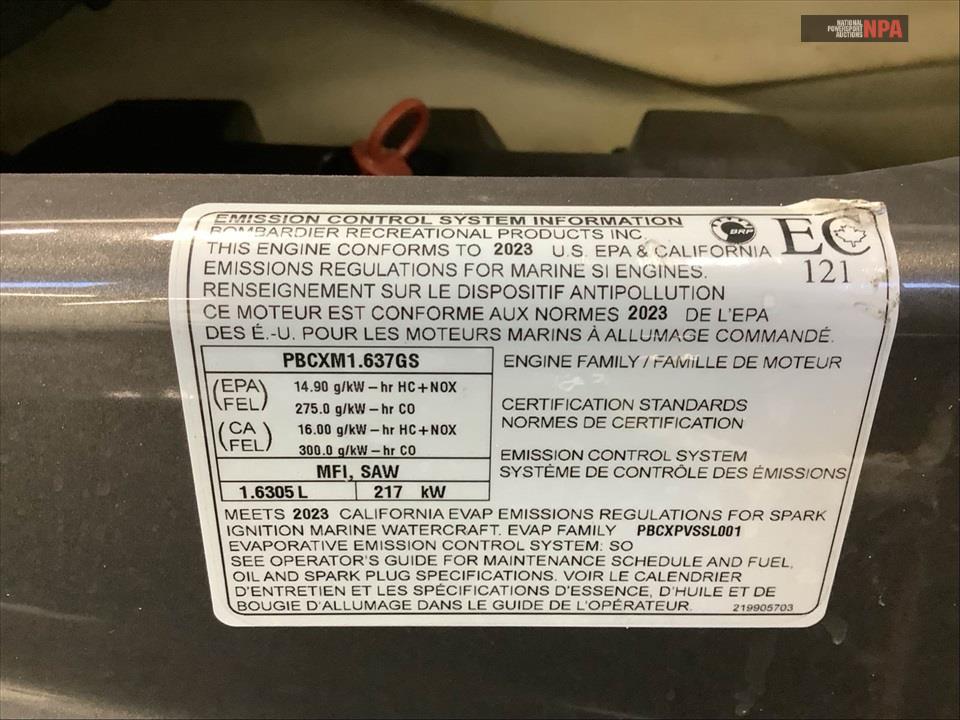 NATIONAL
POWERSPORT
AUCTIONS
NPA
EMISSION CONTROL SYSTEM INFORMATION
BOMBARDIER RECREATIONAL PRODUCTS INC.
THIS ENGINE CONFORMS TO 2023 U.S. EPA & CALIFORNIA
EMISSIONS REGULATIONS FOR MARINE SI ENGINES.
RENSEIGNEMENT SUR LE DISPOSITIF ANTIPOLLUTION
CE MOTEUR EST CONFORME AUX NORMES 2023 DE L'EPA
DES É.-U. POUR LES MOTEURS MARINS À ALLUMAGE COMMANDÉ.
BRP
EC
121
PBCXM1.637GS ENGINE FAMILY / FAMILLE DE MOTEUR
(EPA FEL) 14.90 g/kW – hr HC+NOX
275.0 g/kW – hr CO
(CA FEL) 16.00 g/kW – hr HC+NOX
300.0 g/kW – hr CO
CERTIFICATION STANDARDS
NORMES DE CERTIFICATION
MFI, SAW
1.6305 L 217 kW
EMISSION CONTROL SYSTEM
SYSTÉME DE CONTRÔLE DES ÉMISSIONS
MEETS 2023 CALIFORNIA EVAP EMISSIONS REGULATIONS FOR SPARK
IGNITION MARINE WATERCRAFT. EVAP FAMILY PBCXPVSSL001
EVAPORATIVE EMISSION CONTROL SYSTEM: SO
SEE OPERATOR'S GUIDE FOR MAINTENANCE SCHEDULE AND FUEL,
OIL AND SPARK PLUG SPECIFICATIONS. VOIR LE CALENDRIER
D'ENTRETIEN ET LES SPÉCIFICATIONS D'ESSENCE, D'HUILE ET DE
BOUGIE D'ALLUMAGE DANS LE GUIDE DE L'OPÉRATEUR.
219905703